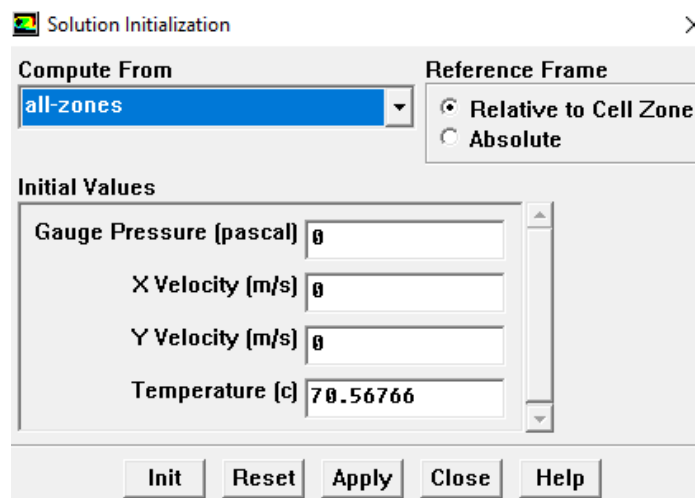 Solution Initialization
Compute From
all-zones
Reference Frame
Relative to Cell Zone
Absolute
Initial Values
Gauge Pressure (pascal) 0
X Velocity (m/s) 0
Y Velocity (m/s) 0
Temperature (c) 70.56766
Init Reset Apply Close Help